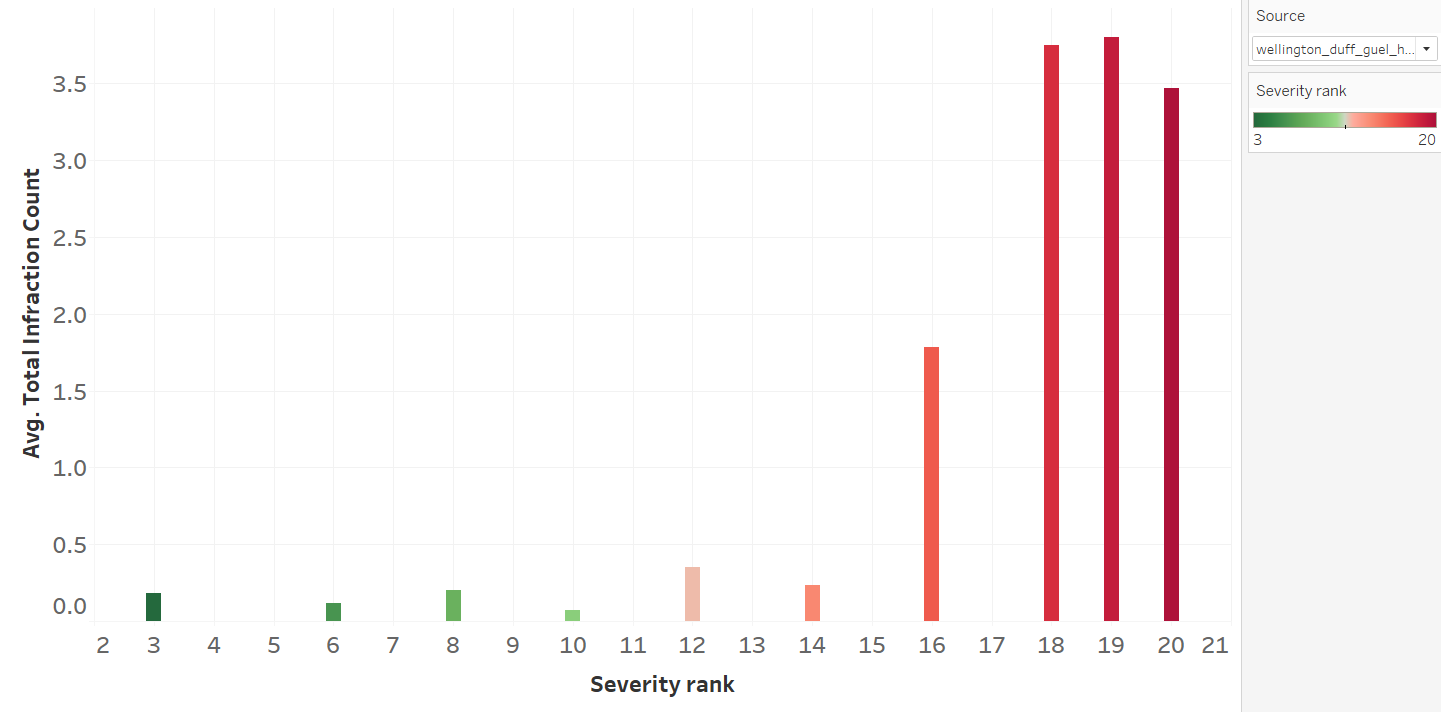 Avg. Total Infraction Count
3.5
3.0
2.5
2.0
1.5
1.0
0.5
0.0
2 3 4 5 6 7 8 9 10 11 12 13 14 15 16 17 18 19 20 21
Severity rank
Source
wellington_duff_guel_h...
Severity rank
3 20